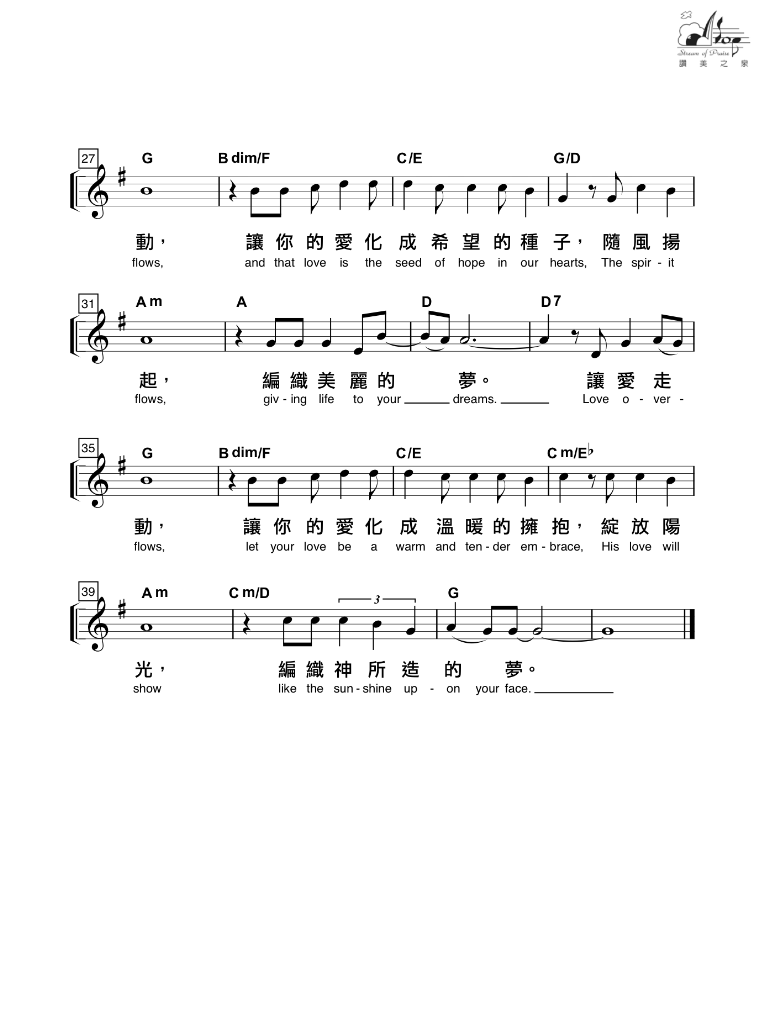 Stream of Praise
讚美之泉
27 G Bdim/F C/E G/D
動， 讓你的愛化成希望的種子，隨風揚
flows, and that love is the seed of hope in our hearts, The spir - it
31 Am A D D7
起， 編織美麗的 夢。 讓愛走
flows, giv - ing life to your dreams. Love o - ver -
35 G Bdim/F C/E Cm/E♭
動， 讓你的愛化成溫暖的擁抱，綻放陽
flows, let your love be a warm and ten - der em - brace, His love will
39 Am Cm/D 3 G
光， 編織神所造的夢。
show like the sun - shine up - on your face.